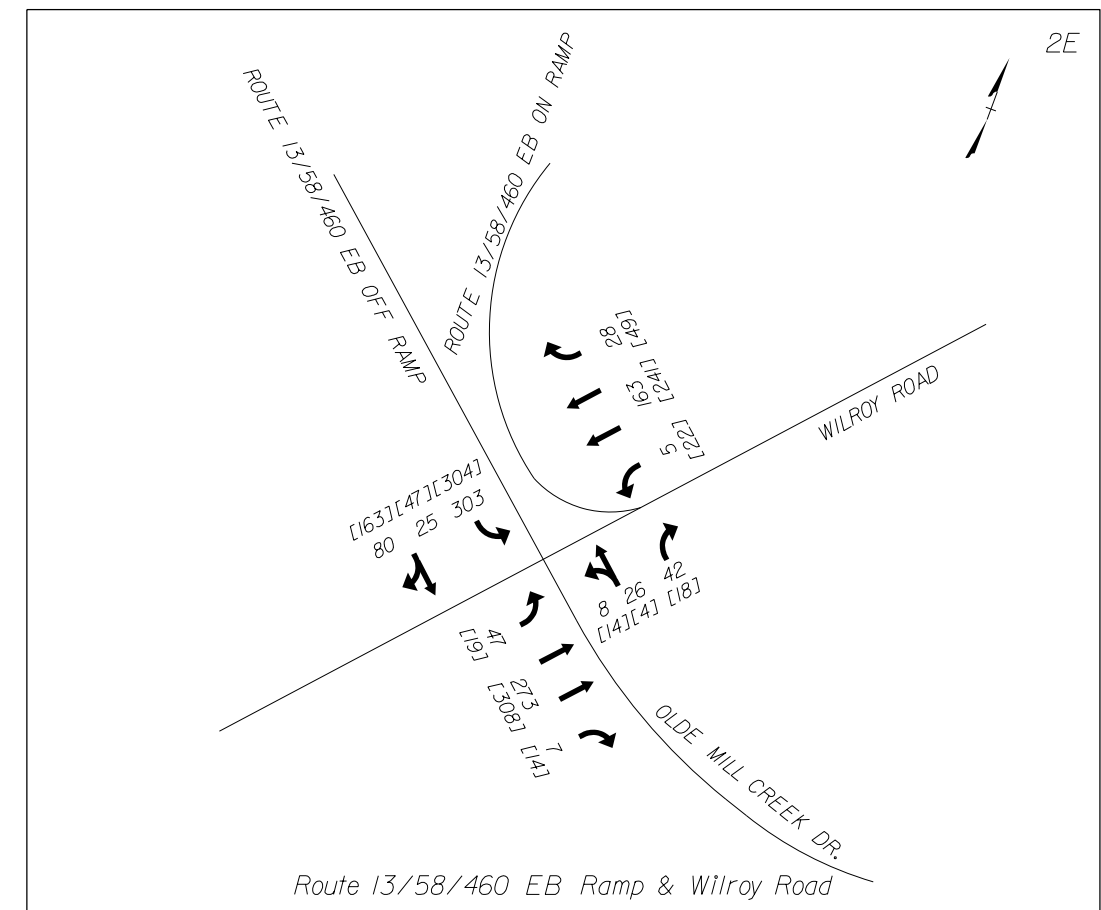 2E
ROUTE 13/58/460 EB OFF RAMP
ROUTE 13/58/460 EB ON RAMP
28 [49]
163 [241]
5 [22]
WILROY ROAD
[163][47][304]
80 25 303
8 26 42
[14][4] [18]
47 [19]
273 [308]
7 [14]
OLDE MILL CREEK DR.
Route 13/58/460 EB Ramp & Wilroy Road